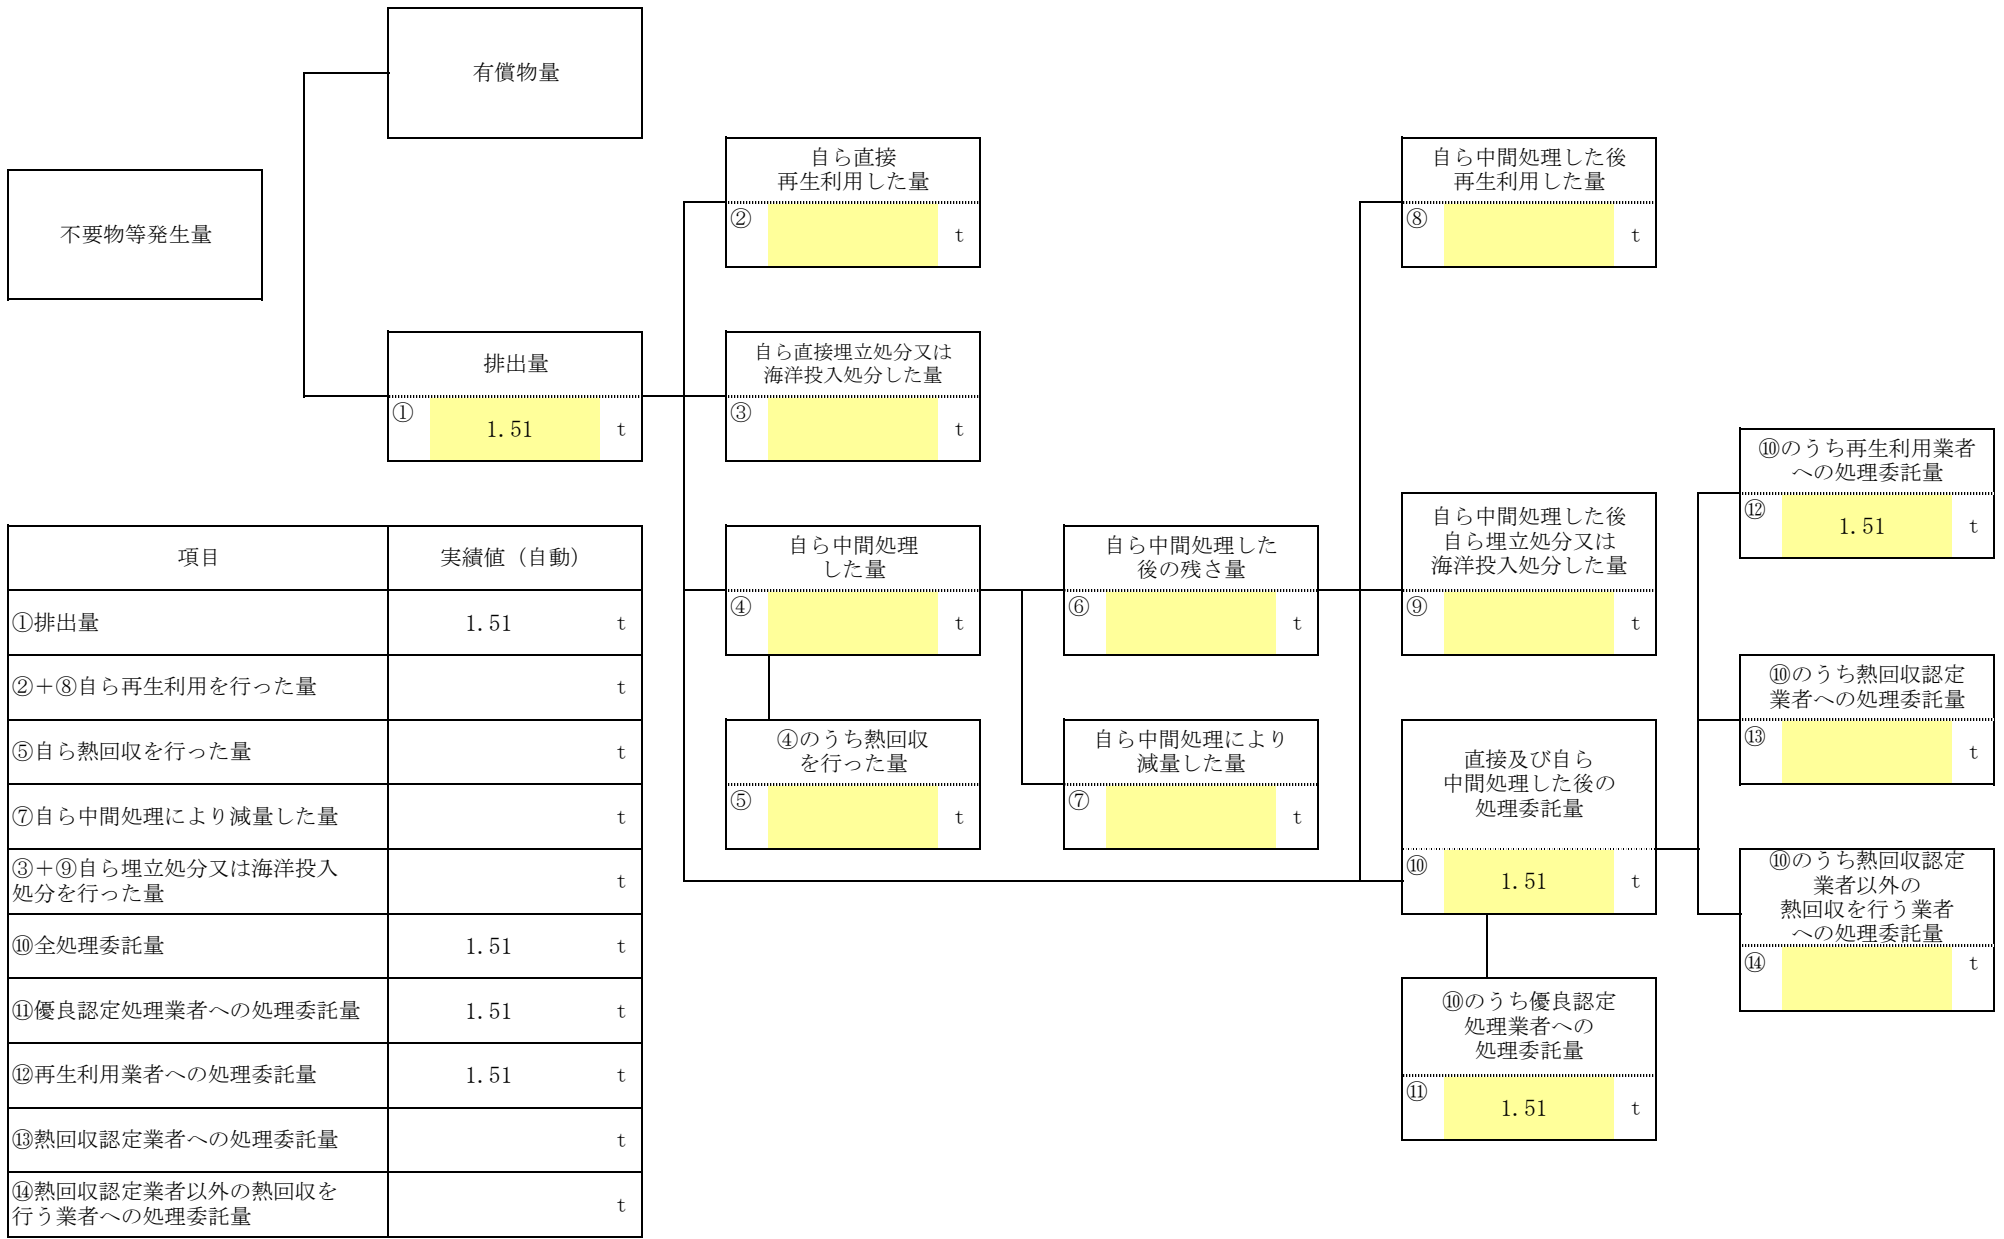 有償物量
不要物等発生量
排出量
① 1.51 t
自ら直接
再生利用した量
② t
自ら直接埋立処分又は
海洋投入処分した量
③ t
自ら中間処理
した量
④ t
④のうち熱回収
を行った量
⑤ t
自ら中間処理した
後の残さ量
⑥ t
自ら中間処理により
減量した量
⑦ t
自ら中間処理した後
再生利用した量
⑧ t
自ら中間処理した後
自ら埋立処分又は
海洋投入処分した量
⑨ t
直接及び自ら
中間処理した後の
処理委託量
⑩ 1.51 t
⑩のうち優良認定
処理業者への
処理委託量
⑪ 1.51 t
⑩のうち再生利用業者
への処理委託量
⑫ 1.51 t
⑩のうち熱回収認定
業者への処理委託量
⑬ t
⑩のうち熱回収認定
業者以外の
熱回収を行う業者
への処理委託量
⑭ t
項目 実績値（自動）
①排出量 1.51 t
②＋⑧自ら再生利用を行った量 t
⑤自ら熱回収を行った量 t
⑦自ら中間処理により減量した量 t
③＋⑨自ら埋立処分又は海洋投入
処分を行った量 t
⑩全処理委託量 1.51 t
⑪優良認定処理業者への処理委託量 1.51 t
⑫再生利用業者への処理委託量 1.51 t
⑬熱回収認定業者への処理委託量 t
⑭熱回収認定業者以外の熱回収を
行う業者への処理委託量 t